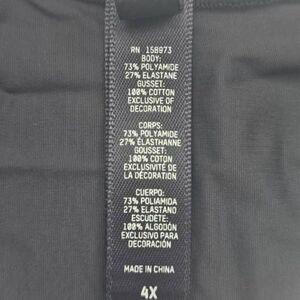 RN 158973
BODY:
73% POLYAMIDE
27% ELASTANE
GUSSET:
100% COTTON
EXCLUSIVE OF
DECORATION
CORPS:
73% POLYAMIDE
27% ÉLASTHANNE
GOUSSET:
100% COTON
EXCLUSIVITÉ DE
LA DÉCORATION
CUERPO:
73% POLIAMIDA
27% ELASTANO
ESCUDETE:
100% ALGODÓN
EXCLUSIVO PARA
DECORACIÓN
MADE IN CHINA
4X